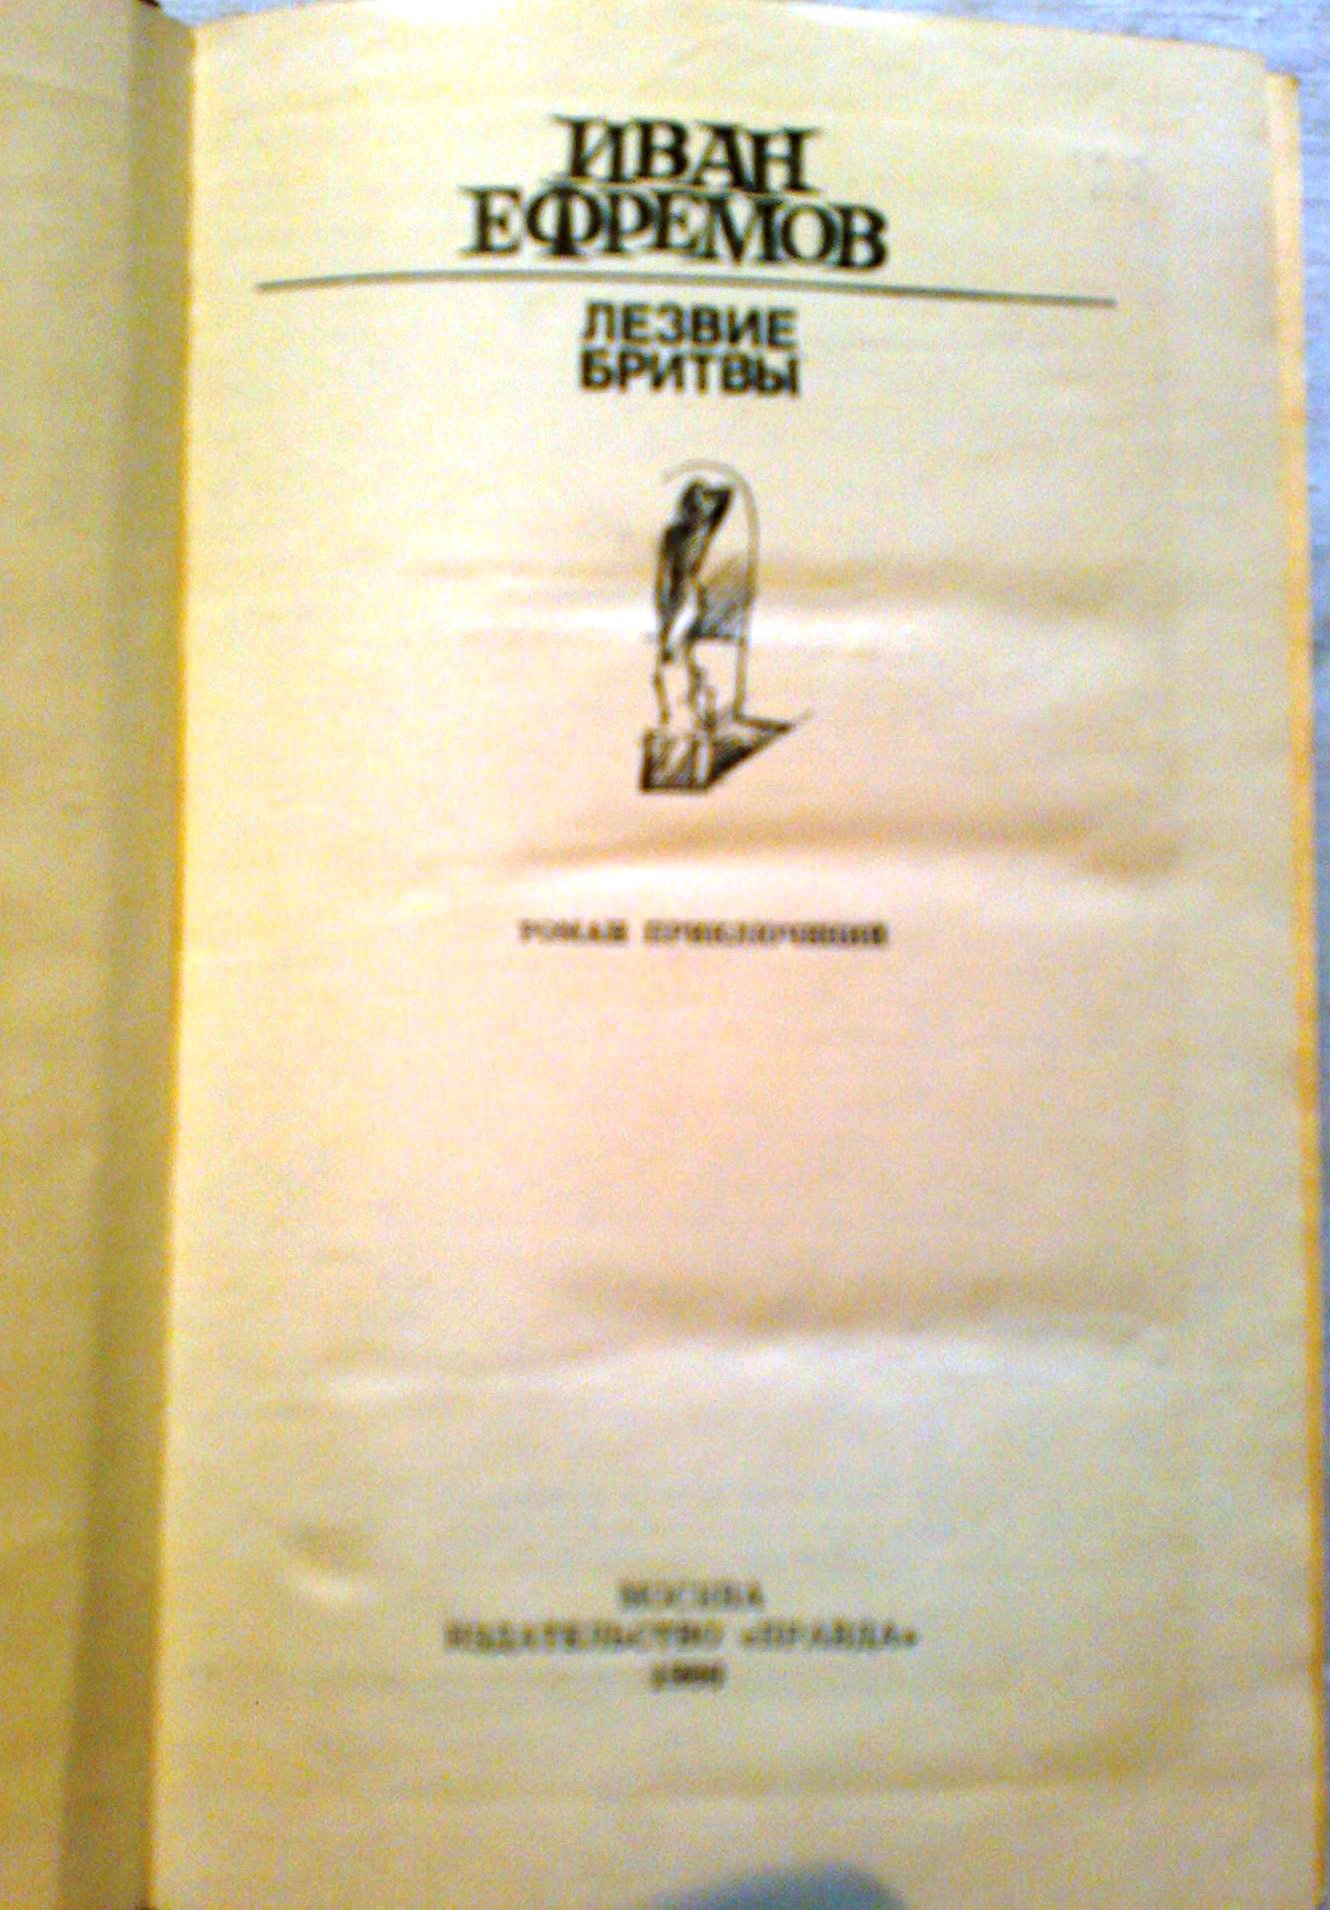 ИВАН
ЕФРЕМОВ
ЛЕЗВИЕ
БРИТВЫ
РОМАН ПРИКЛЮЧЕНИЙ
МОСКВА
ИЗДАТЕЛЬСТВО «ПРАВДА»